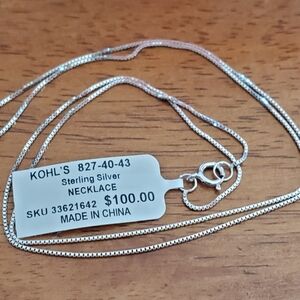 KOHL'S 827-40-43
Sterling Silver
NECKLACE
SKU 33621642 $100.00
MADE IN CHINA